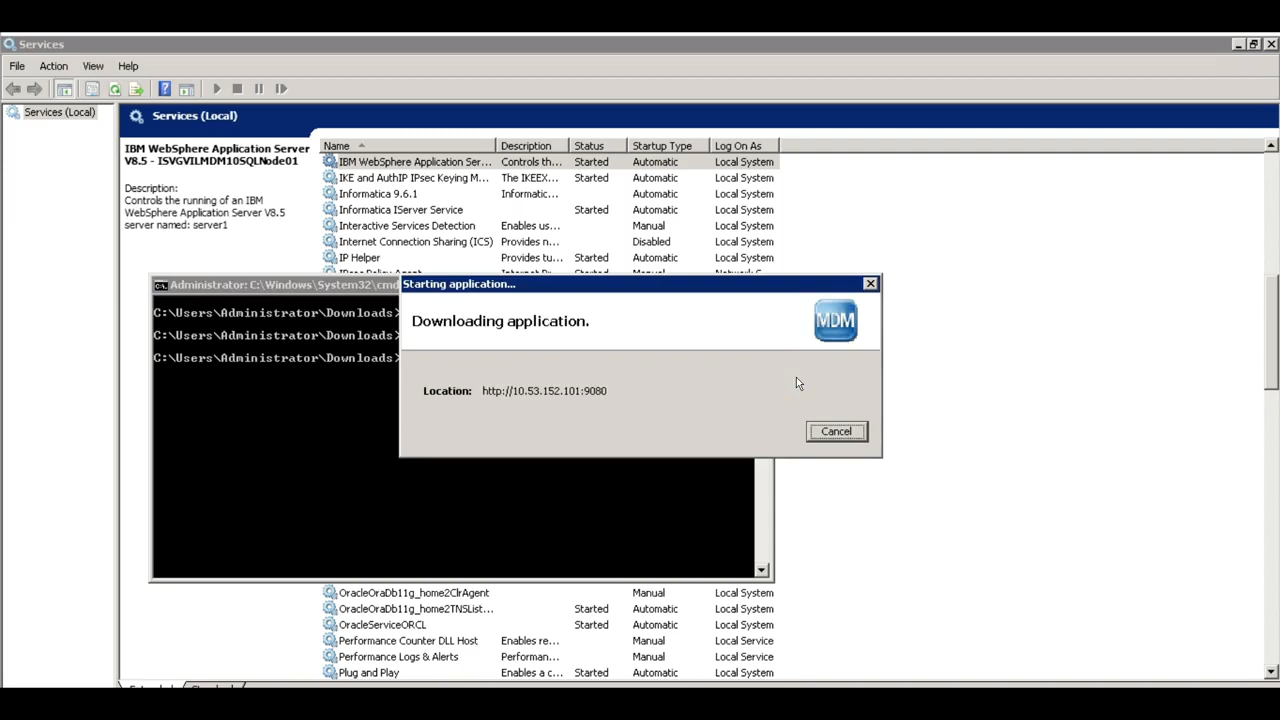 Services
File Action View Help
Services (Local)
Services (Local)
IBM WebSphere Application Server V8.5 - ISVGVILMDM10SQLNode01
Description:
Controls the running of an IBM
WebSphere Application Server V8.5
server named: server1
Name Description Status Startup Type Log On As
IBM WebSphere Application Ser... Controls th... Started Automatic Local System
IKE and AuthIP IPsec Keying M... The IKEEX... Started Automatic Local System
Informatica 9.6.1 Informatic... Automatic Local System
Informatica IServer Service Started Automatic Local System
Interactive Services Detection Enables us... Manual Local System
Internet Connection Sharing (ICS) Provides n... Disabled Local System
IP Helper Provides tu... Started Automatic Local System
Administrator: C:\Windows\System32\cmd
C:\Users\Administrator\Downloads>
C:\Users\Administrator\Downloads>
C:\Users\Administrator\Downloads>
Starting application...
Downloading application.
MDM
Location: http://10.53.152.101:9080
Cancel
OracleOraDb11g_home2ClrAgent Manual Local System
OracleOraDb11g_home2TNSList... Started Automatic Local System
OracleServiceORCL Started Automatic Local System
Performance Counter DLL Host Enables re... Manual Local Service
Performance Logs & Alerts Performan... Manual Local Service
Plug and Play Enables a c... Started Automatic Local System